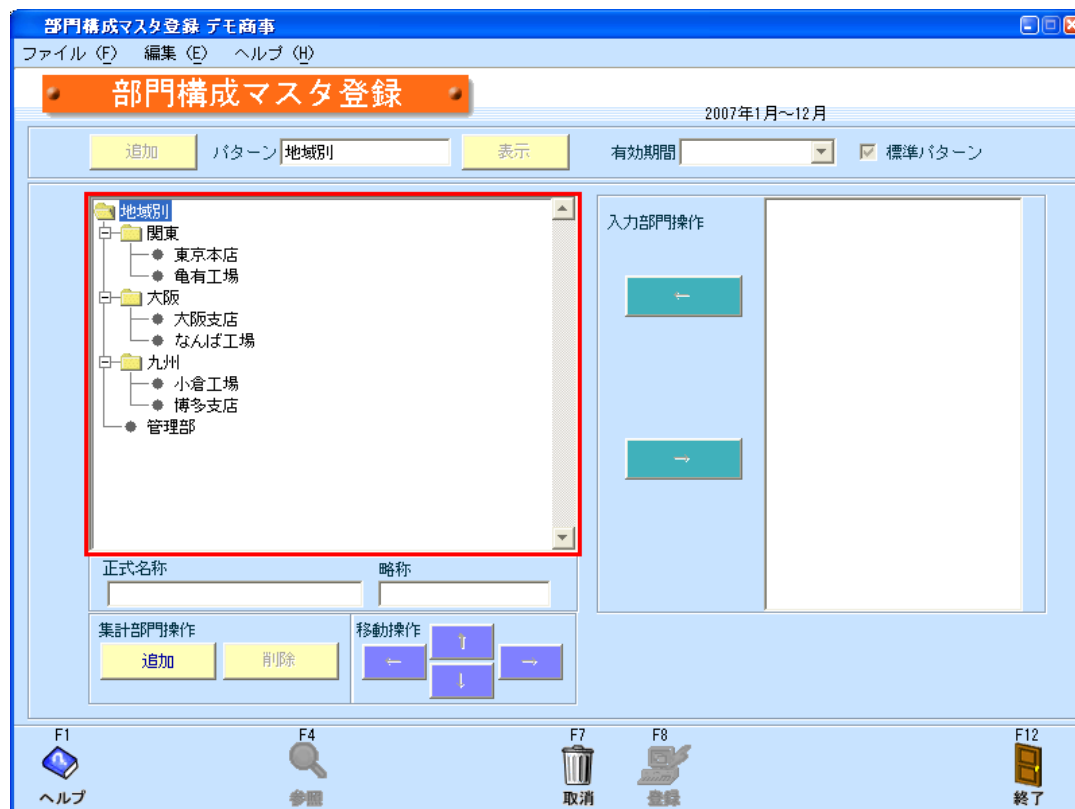 部門構成マスタ登録 デモ商事
ファイル (F) 編集 (E) ヘルプ (H)
部門構成マスタ登録
2007年1月～12月
追加 パターン 地域別 表示 有効期間 標準パターン
地域別
関東
東京本店
亀有工場
大阪
大阪支店
なんば工場
九州
小倉工場
博多支店
管理部
入力部門操作
←
→
正式名称 略称
集計部門操作 移動操作
追加 削除 ← ↑ ↓ →
F1 F4 F7 F8 F12
ヘルプ 参照 取消 登録 終了